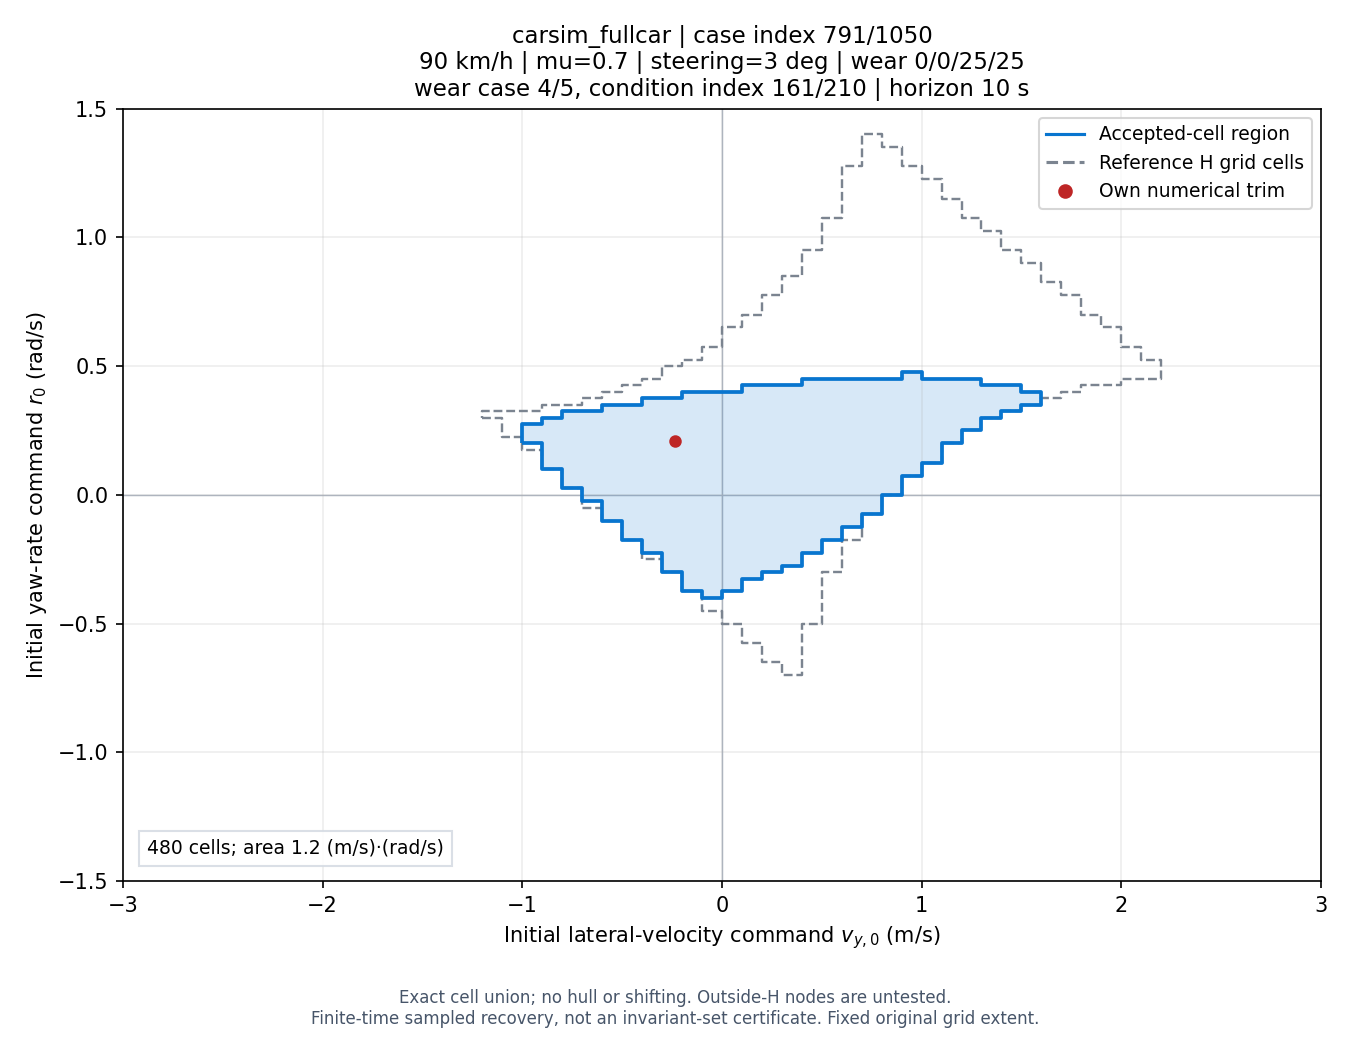 carsim_fullcar | case index 791/1050
90 km/h | mu=0.7 | steering=3 deg | wear 0/0/25/25
wear case 4/5, condition index 161/210 | horizon 10 s
Accepted-cell region
Reference H grid cells
Own numerical trim
Initial yaw-rate command r₀ (rad/s)
1.5
1.0
0.5
0.0
−0.5
−1.0
−1.5
480 cells; area 1.2 (m/s)·(rad/s)
−3
−2
−1
0
1
2
3
Initial lateral-velocity command v_{y,0} (m/s)
Exact cell union; no hull or shifting. Outside-H nodes are untested.
Finite-time sampled recovery, not an invariant-set certificate. Fixed original grid extent.